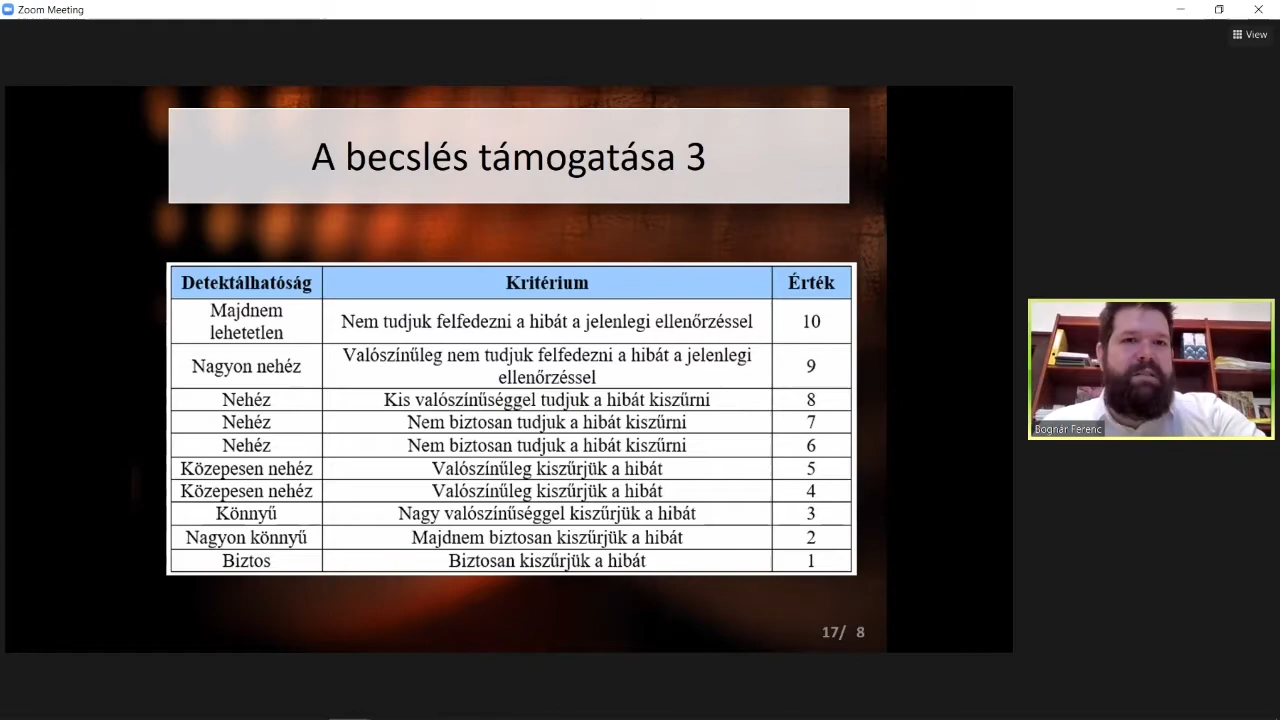 Zoom Meeting
View
A becslés támogatása 3
Detektálhatóság Kritérium Érték
Majdnem
lehetetlen
Nem tudjuk felfedezni a hibát a jelenlegi ellenőrzéssel 10
Nagyon nehéz
Valószínűleg nem tudjuk felfedezni a hibát a jelenlegi
ellenőrzéssel
9
Nehéz Kis valószínűséggel tudjuk a hibát kiszűrni 8
Nehéz Nem biztosan tudjuk a hibát kiszűrni 7
Nehéz Nem biztosan tudjuk a hibát kiszűrni 6
Közepesen nehéz Valószínűleg kiszűrjük a hibát 5
Közepesen nehéz Valószínűleg kiszűrjük a hibát 4
Könnyű Nagy valószínűséggel kiszűrjük a hibát 3
Nagyon könnyű Majdnem biztosan kiszűrjük a hibát 2
Biztos Biztosan kiszűrjük a hibát 1
17/ 8
Bognár Ferenc